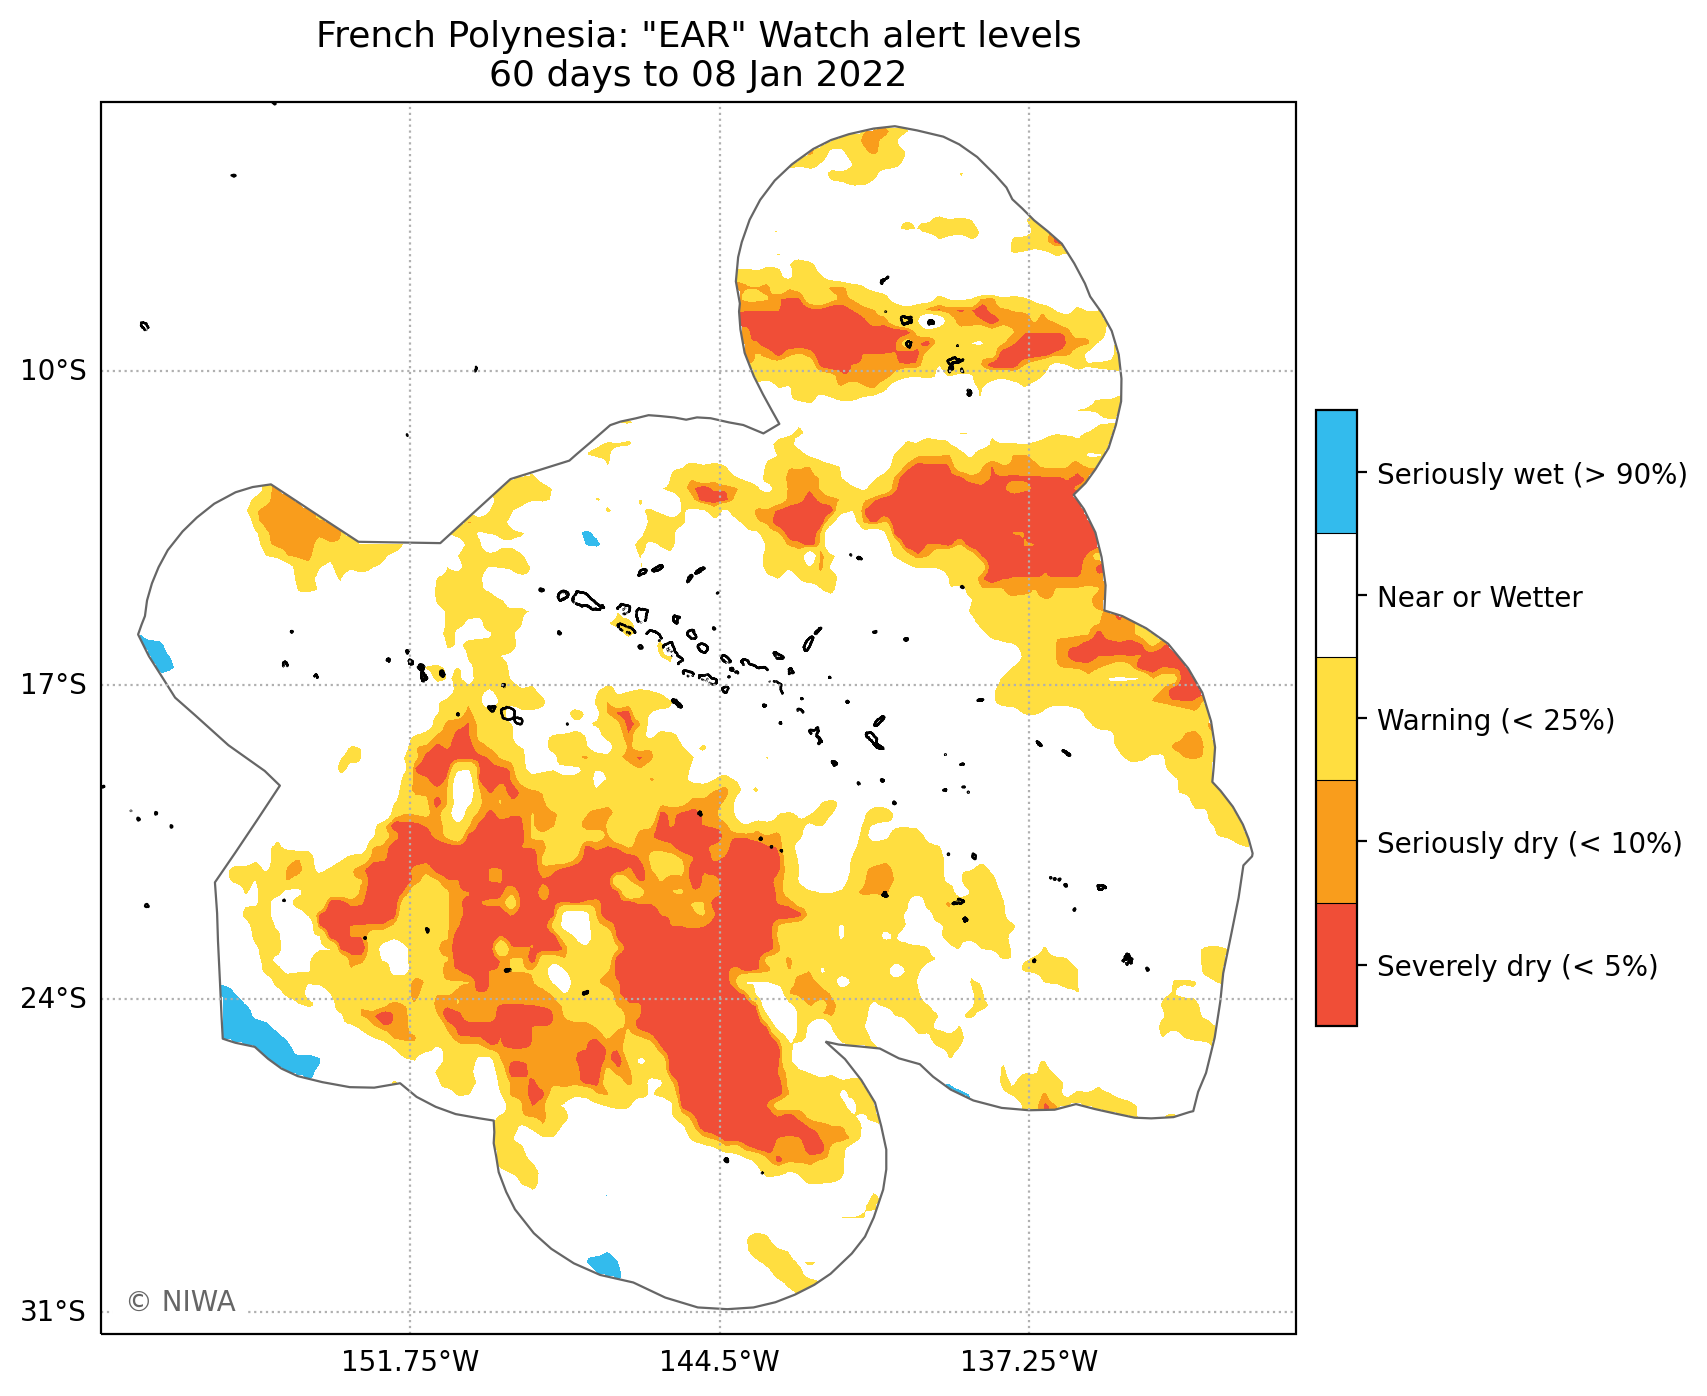 French Polynesia: "EAR" Watch alert levels
60 days to 08 Jan 2022
10°S
17°S
24°S
31°S
151.75°W
144.5°W
137.25°W
© NIWA
Seriously wet (> 90%)
Near or Wetter
Warning (< 25%)
Seriously dry (< 10%)
Severely dry (< 5%)